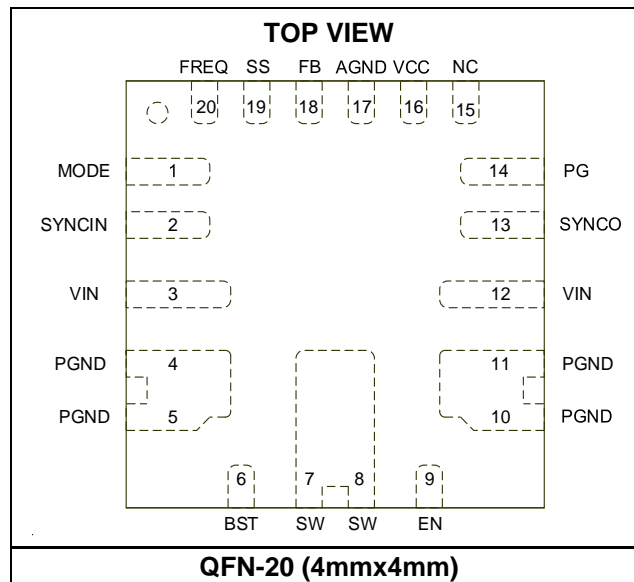 TOP VIEW
FREQ SS FB AGND VCC NC
20 19 18 17 16 15
MODE 1 14 PG
SYNCIN 2 13 SYNCO
VIN 3 12 VIN
PGND 4 11 PGND
PGND 5 10 PGND
6 7 8 9
BST SW SW EN
QFN-20 (4mmx4mm)